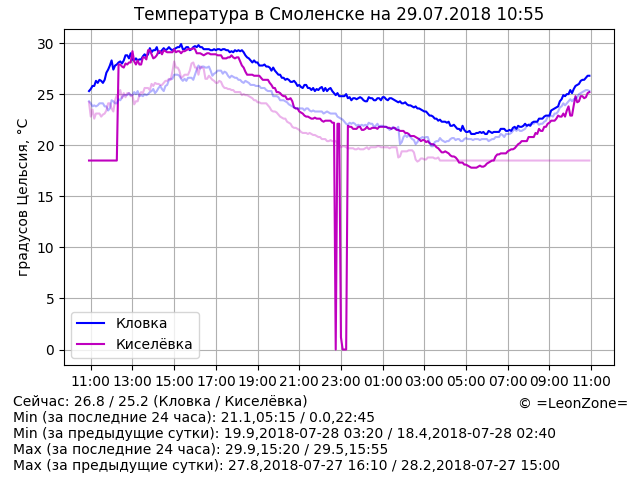 Температура в Смоленске на 29.07.2018 10:55
градусов Цельсия, °C
30
25
20
15
10
5
0
Кловка
Киселёвка
11:00 13:00 15:00 17:00 19:00 21:00 23:00 01:00 03:00 05:00 07:00 09:00 11:00
Сейчас: 26.8 / 25.2 (Кловка / Киселёвка)
© =LeonZone=
Min (за последние 24 часа): 21.1,05:15 / 0.0,22:45
Min (за предыдущие сутки): 19.9,2018-07-28 03:20 / 18.4,2018-07-28 02:40
Max (за последние 24 часа): 29.9,15:20 / 29.5,15:55
Max (за предыдущие сутки): 27.8,2018-07-27 16:10 / 28.2,2018-07-27 15:00